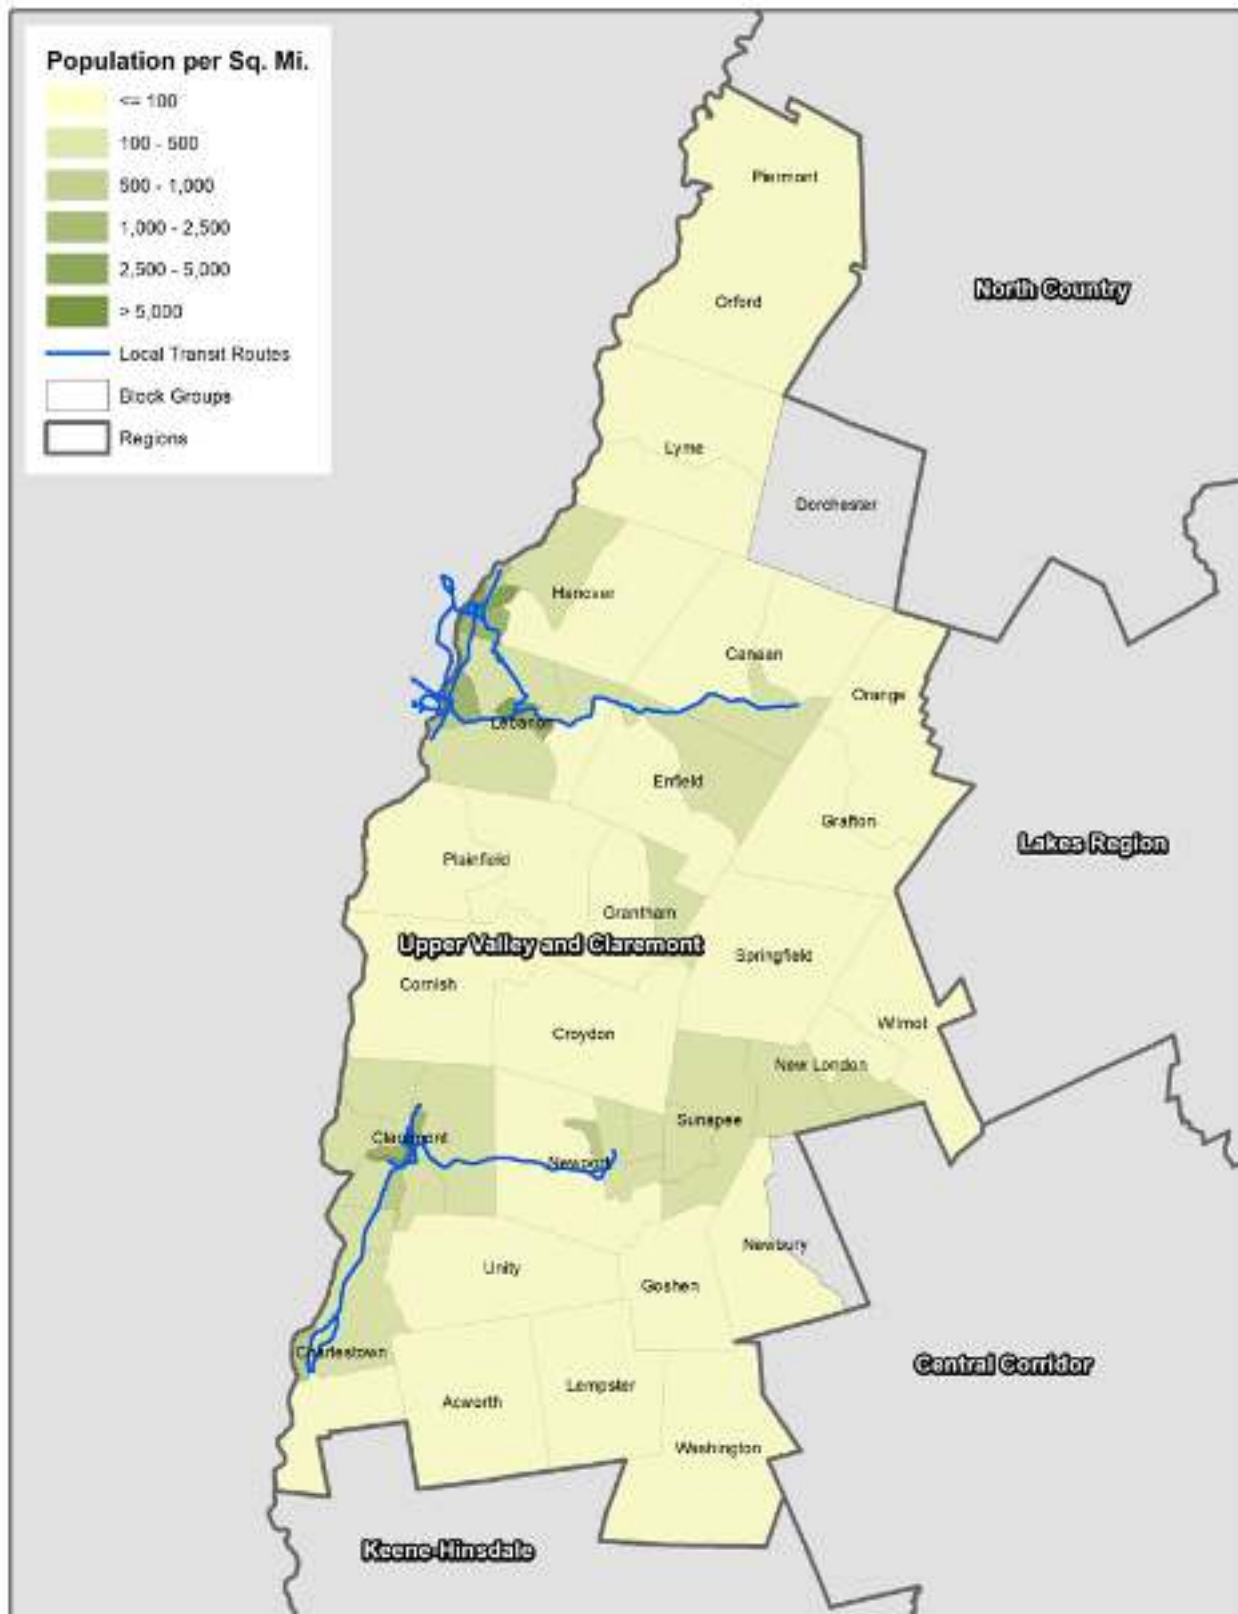 Population per Sq. Mi.
<= 100
100 - 500
500 - 1,000
1,000 - 2,500
2,500 - 5,000
> 5,000
Local Transit Routes
Block Groups
Regions
Piermont
North Country
Orford
Lyme
Dorchester
Hanover
Canaan
Orange
Lebanon
Enfield
Grafton
Lakes Region
Plainfield
Grantham
Upper Valley and Claremont
Springfield
Cornish
Wilmot
Croydon
New London
Sunapee
Claremont
Newport
Newbury
Unity
Goshen
Charlestown
Central Corridor
Lempster
Acworth
Washington
Keene-Hinsdale